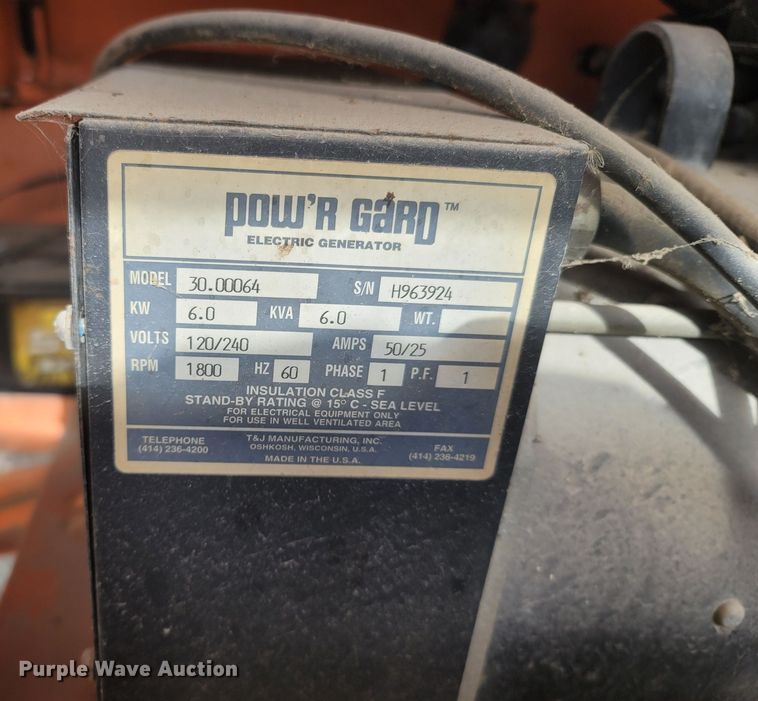 POW'R GARD™
ELECTRIC GENERATOR
MODEL 30.00064 S/N H963924
KW 6.0 KVA 6.0 WT.
VOLTS 120/240 AMPS 50/25
RPM 1800 HZ 60 PHASE 1 P.F. 1
INSULATION CLASS F
STAND-BY RATING @ 15° C - SEA LEVEL
FOR ELECTRICAL EQUIPMENT ONLY
FOR USE IN WELL VENTILATED AREA
TELEPHONE T&J MANUFACTURING, INC. FAX
(414) 236-4200 OSHKOSH, WISCONSIN, U.S.A. (414) 236-4219
MADE IN THE U.S.A.
Purple Wave Auction